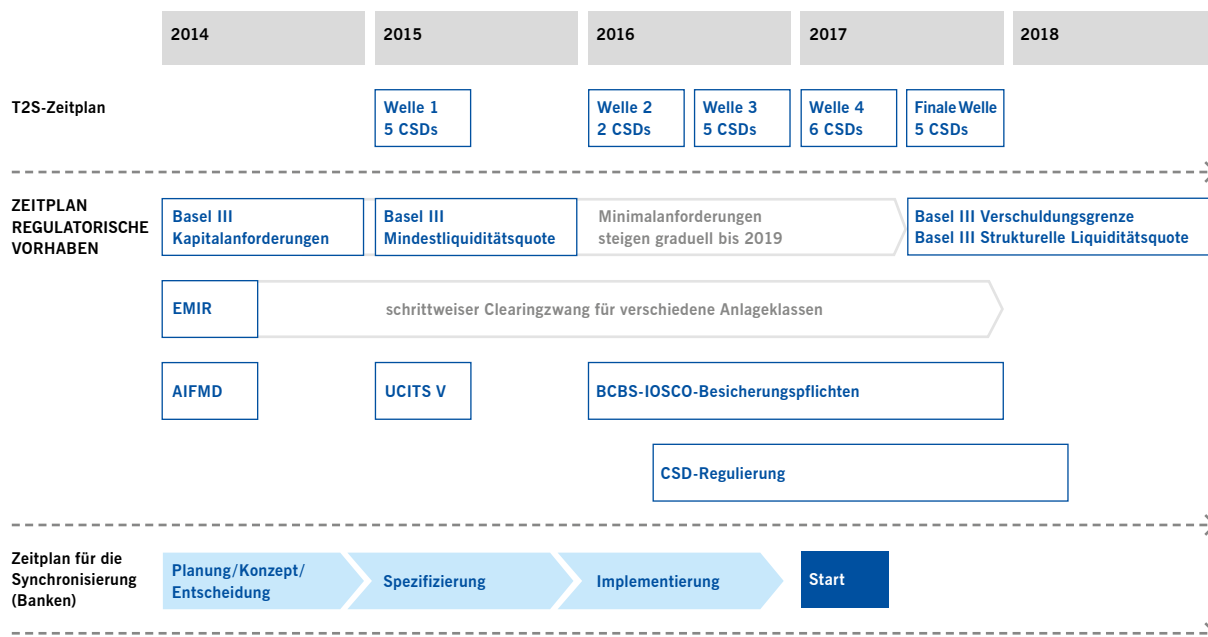 2014
2015
2016
2017
2018
T2S-Zeitplan
Welle 1
5 CSDs
Welle 2
2 CSDs
Welle 3
5 CSDs
Welle 4
6 CSDs
Finale Welle
5 CSDs
ZEITPLAN
REGULATORISCHE
VORHABEN
Basel III
Kapitalanforderungen
Basel III
Mindestliquiditätsquote
Minimalanforderungen
steigen graduell bis 2019
Basel III Verschuldungsgrenze
Basel III Strukturelle Liquiditätsquote
EMIR
schrittweiser Clearingzwang für verschiedene Anlageklassen
AIFMD
UCITS V
BCBS-IOSCO-Besicherungspflichten
CSD-Regulierung
Zeitplan für die
Synchronisierung
(Banken)
Planung/Konzept/
Entscheidung
Spezifizierung
Implementierung
Start